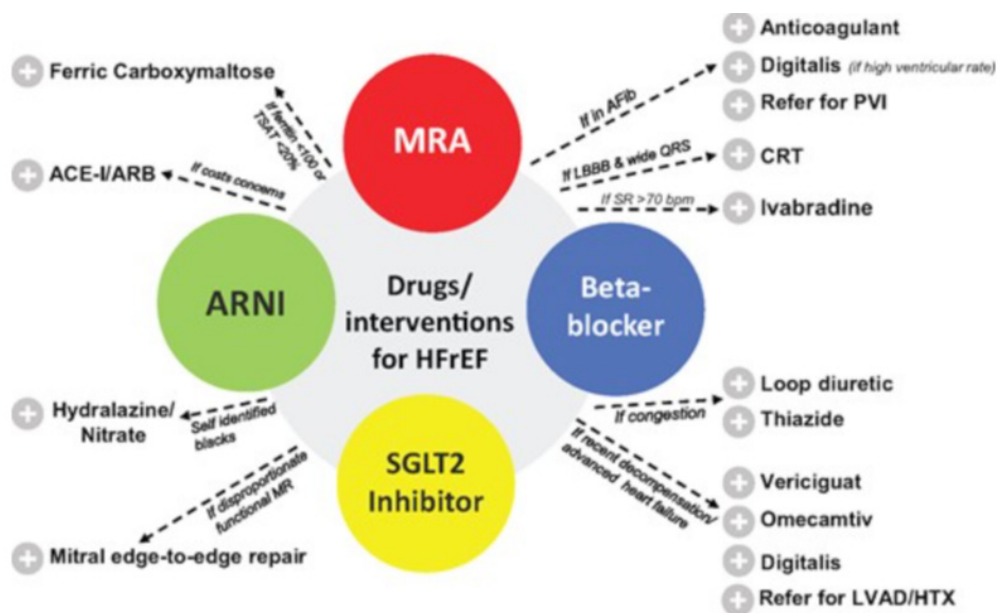 Ferric Carboxymaltose
If ferritin <100 or
TSAT <20%
ACE-I/ARB
If costs concerns
MRA
Anticoagulant
If in AFib
Digitalis (if high ventricular rate)
Refer for PVI
If LBBB & wide QRS
CRT
If SR >70 bpm
Ivabradine
ARNI
Drugs/
interventions
for HFrEF
Beta-
blocker
Hydralazine/
Nitrate
Self identified
blacks
If disproportionate
functional MR
Mitral edge-to-edge repair
SGLT2
Inhibitor
If congestion
Loop diuretic
Thiazide
If recent decompensation/
advanced heart failure
Vericiguat
Omecamtiv
Digitalis
Refer for LVAD/HTX